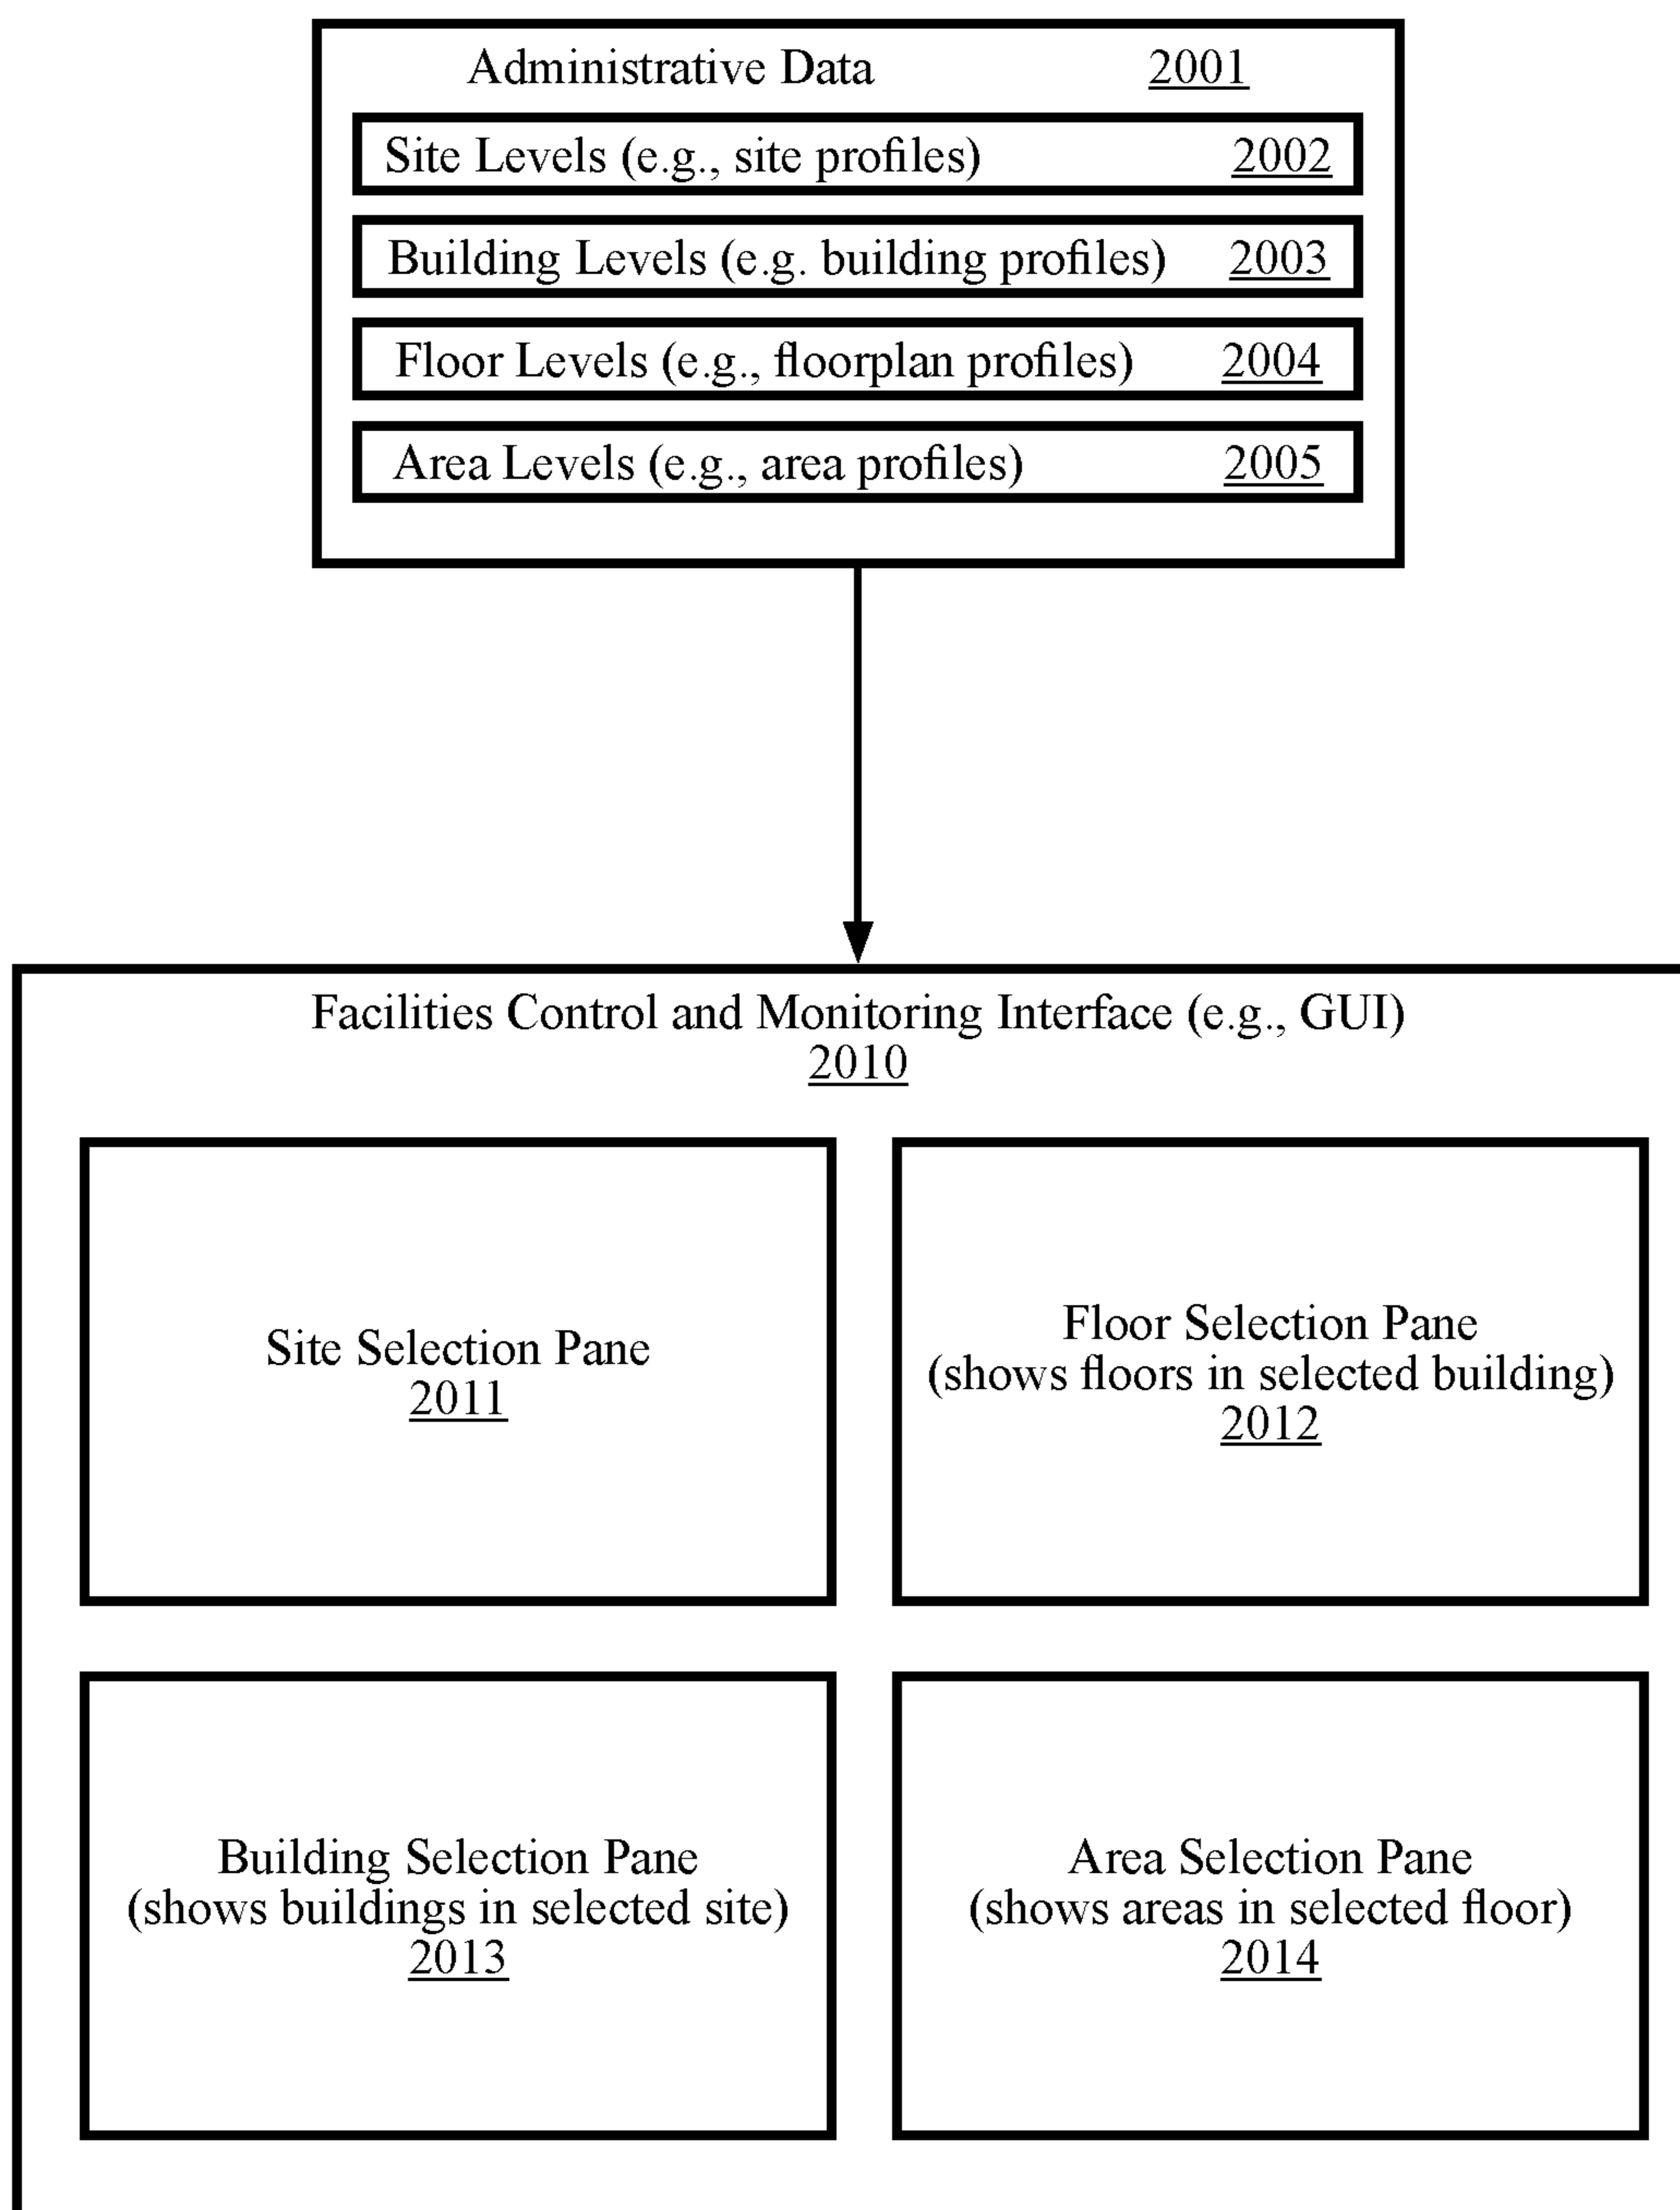 Administrative Data 2001
Site Levels (e.g., site profiles) 2002
Building Levels (e.g. building profiles) 2003
Floor Levels (e.g., floorplan profiles) 2004
Area Levels (e.g., area profiles) 2005
Facilities Control and Monitoring Interface (e.g., GUI)
2010
Site Selection Pane
2011
Floor Selection Pane
(shows floors in selected building)
2012
Building Selection Pane
(shows buildings in selected site)
2013
Area Selection Pane
(shows areas in selected floor)
2014